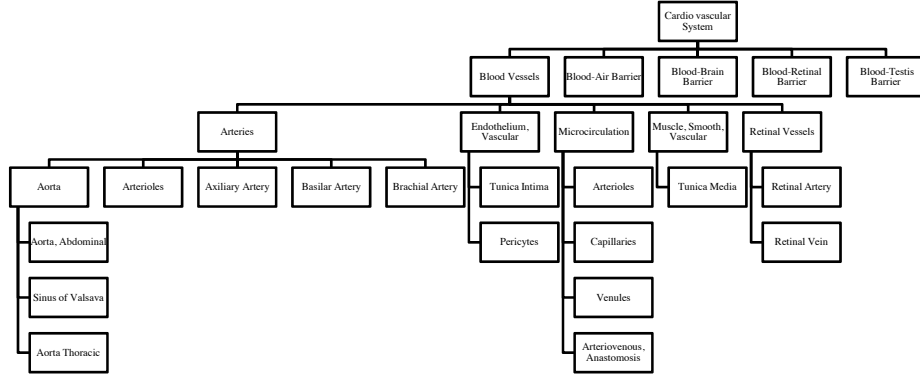 Cardio vascular
System
Blood Vessels
Blood-Air Barrier
Blood-Brain
Barrier
Blood-Retinal
Barrier
Blood-Testis
Barrier
Arteries
Endothelium,
Vascular
Microcirculation
Muscle, Smooth,
Vascular
Retinal Vessels
Aorta
Arterioles
Axiliary Artery
Basilar Artery
Brachial Artery
Tunica Intima
Arterioles
Tunica Media
Retinal Artery
Aorta, Abdominal
Pericytes
Capillaries
Retinal Vein
Sinus of Valsava
Venules
Aorta Thoracic
Arteriovenous,
Anastomosis